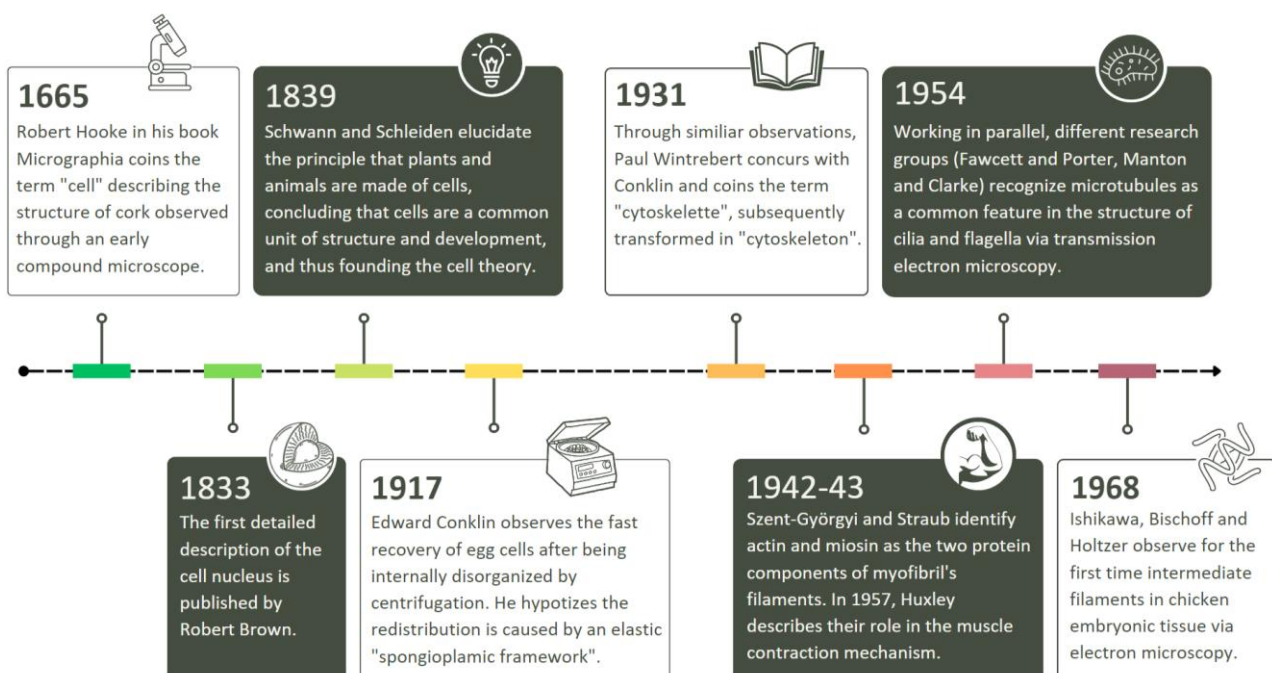 1665
Robert Hooke in his book
Micrographia coins the
term "cell" describing the
structure of cork observed
through an early
compound microscope.
1839
Schwann and Schleiden elucidate
the principle that plants and
animals are made of cells,
concluding that cells are a common
unit of structure and development,
and thus founding the cell theory.
1931
Through similiar observations,
Paul Wintrebert concurs with
Conklin and coins the term
"cytoskelette", subsequently
transformed in "cytoskeleton".
1954
Working in parallel, different research
groups (Fawcett and Porter, Manton
and Clarke) recognize microtubules as
a common feature in the structure of
cilia and flagella via transmission
electron microscopy.
1833
The first detailed
description of the
cell nucleus is
published by
Robert Brown.
1917
Edward Conklin observes the fast
recovery of egg cells after being
internally disorganized by
centrifugation. He hypotizes the
redistribution is caused by an elastic
"spongioplamic framework".
1942-43
Szent-Györgyi and Straub identify
actin and miosin as the two protein
components of myofibril's
filaments. In 1957, Huxley
describes their role in the muscle
contraction mechanism.
1968
Ishikawa, Bischoff and
Holtzer observe for the
first time intermediate
filaments in chicken
embryonic tissue via
electron microscopy.